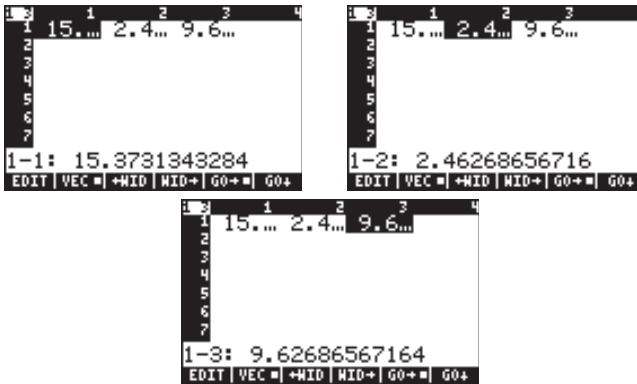 1 2 3 4
1 15.… 2.4… 9.6…
2
3
4
5
6
7
1-1: 15.3731343284
EDIT VEC ■ ←WID WID→ GO→ ■ GO↓
1 2 3
1 15.… 2.4… 9.6…
2
3
4
5
6
7
1-2: 2.46268656716
EDIT VEC ■ ←WID WID→ GO→ ■ GO↓
1 2 3 4
1 15.… 2.4… 9.6…
2
3
4
5
6
7
1-3: 9.62686567164
EDIT VEC ■ ←WID WID→ GO→ ■ GO↓